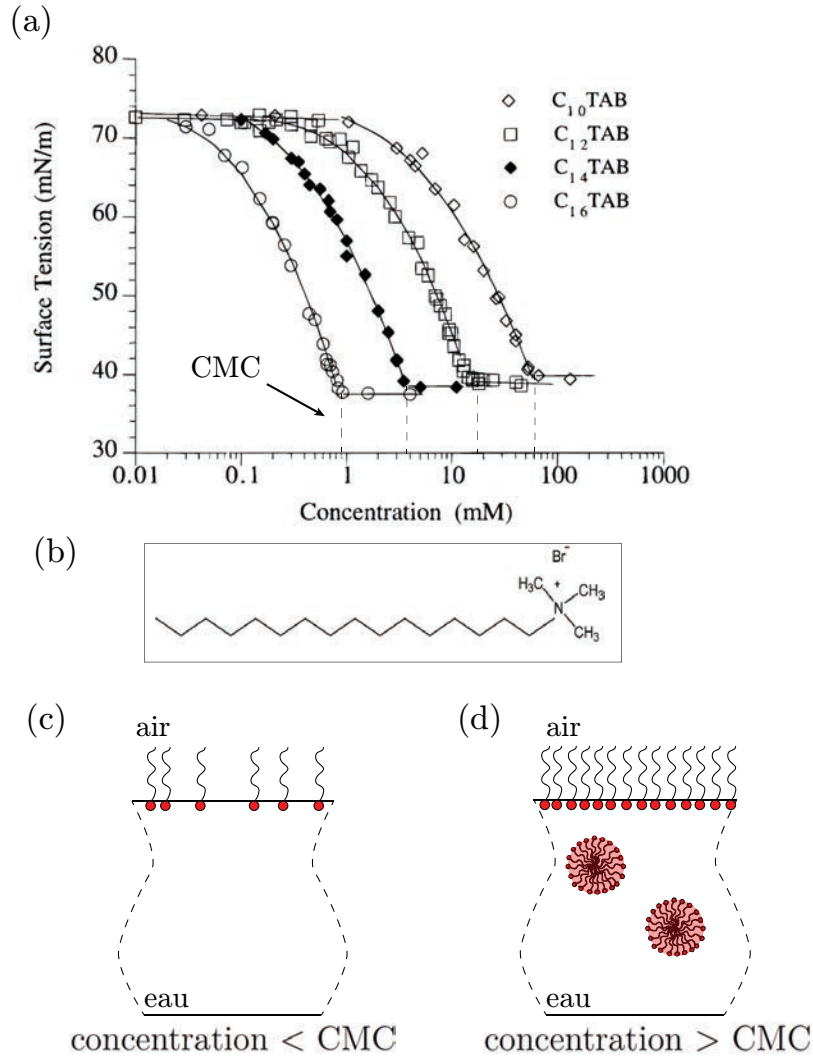 (a)
80
70
60
50
40
30
Surface Tension (mN/m)
C₁₀TAB
C₁₂TAB
C₁₄TAB
C₁₆TAB
CMC
0.01 0.1 1 10 100 1000
Concentration (mM)
(b)
Br⁻
H₃C + CH₃
N
CH₃
(c)
air
eau
concentration < CMC
(d)
air
eau
concentration > CMC